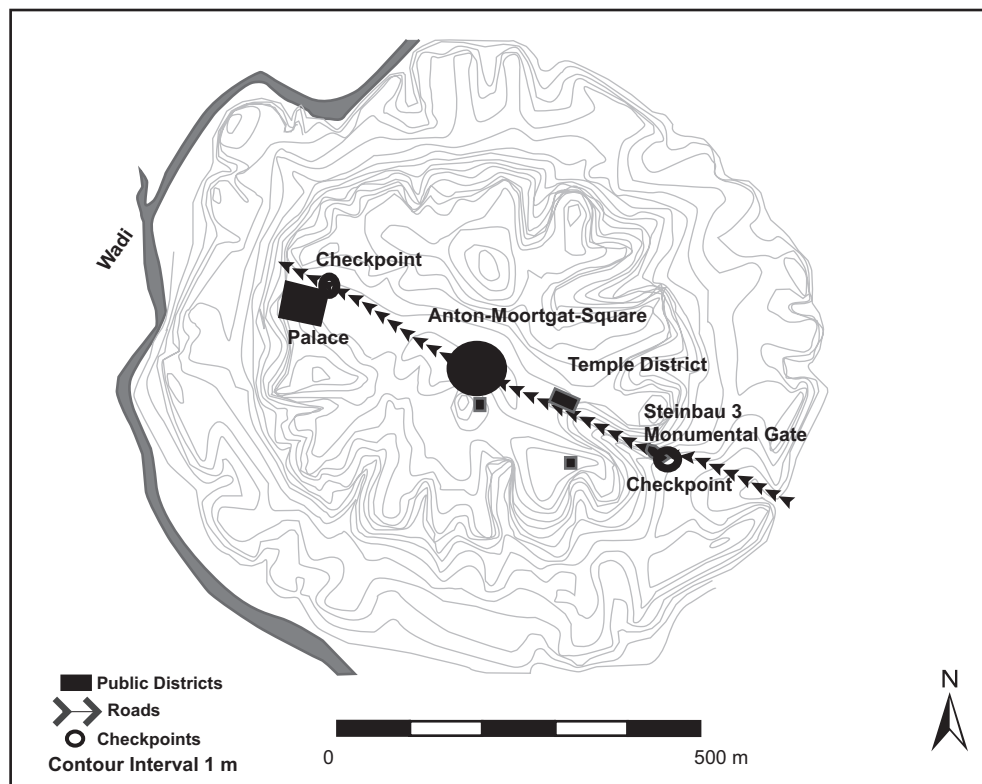 Wadi
Checkpoint
Palace
Anton-Moortgat-Square
Temple District
Steinbau 3
Monumental Gate
Checkpoint
Public Districts
Roads
Checkpoints
Contour Interval 1 m
0
500 m
N